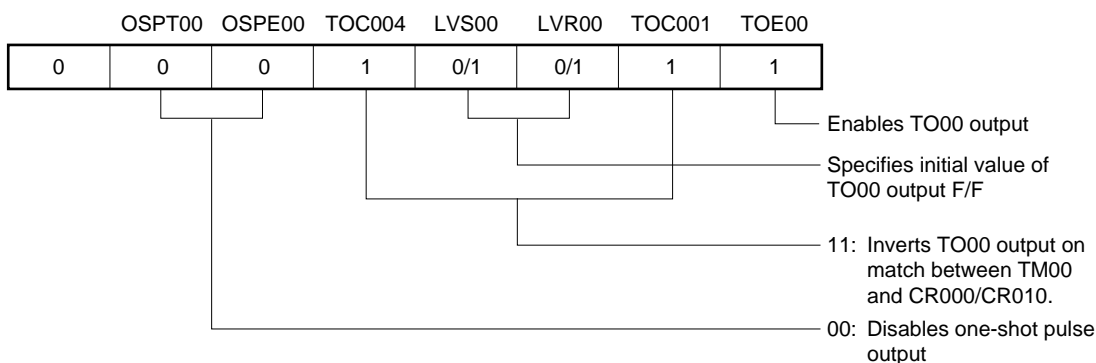 OSPT00 OSPE00 TOC004 LVS00 LVR00 TOC001 TOE00
0 0 0 1 0/1 0/1 1 1
Enables TO00 output
Specifies initial value of
TO00 output F/F
11: Inverts TO00 output on
match between TM00
and CR000/CR010.
00: Disables one-shot pulse
output